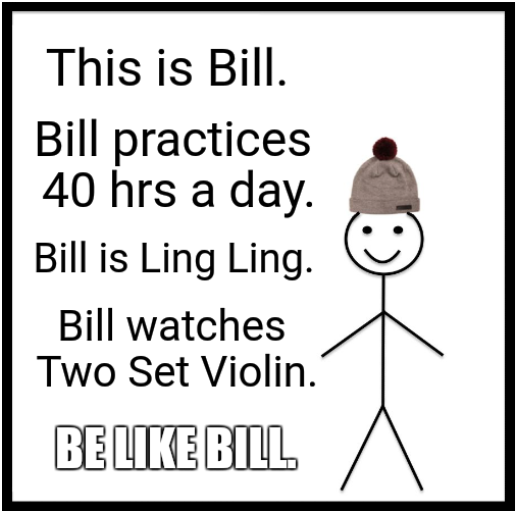 This is Bill.
Bill practices
40 hrs a day.
Bill is Ling Ling.
Bill watches
Two Set Violin.
BE LIKE BILL.